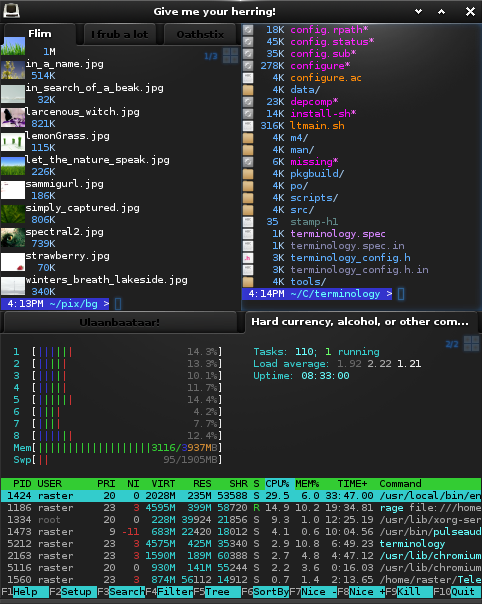 Give me your herring!
Flim
I frub a lot
Oathstix
1/3
1M
in_a_name.jpg
514K
in_search_of_a_beak.jpg
32K
larcenous_witch.jpg
821K
lemonGrass.jpg
115K
let_the_nature_speak.jpg
226K
sammigurl.jpg
186K
simply_captured.jpg
806K
spectral2.jpg
739K
strawberry.jpg
70K
winters_breath_lakeside.jpg
340K
4:13PM ~/pix/bg >
18K config.rpath*
45K config.status*
35K config.sub*
278K configure*
4K configure.ac
4K data/
23K depcomp*
14K install-sh*
316K ltmain.sh
4K m4/
4K man/
6K missing*
4K pkgbuild/
4K po/
4K scripts/
4K src/
35 stamp-h1
1K terminology.spec
1K terminology.spec.in
3K terminology_config.h
3K terminology_config.h.in
4K tools/
4:14PM ~/C/terminology >
Ulaanbaataar!
Hard currency, alcohol, or other com...
2/2
1 [|||||| 14.3%]
2 [||||| 13.3%]
3 [||||| 10.1%]
4 [||||| 11.7%]
5 [|||||| 14.4%]
6 [|||| 6.2%]
7 [|||| 7.7%]
8 [|||||| 12.4%]
Mem[||||||||||||||||||||3116/3937MB]
Swp[|| 95/1905MB]
Tasks: 110; 1 running
Load average: 1.92 2.22 1.21
Uptime: 08:33:00
PID USER PRI NI VIRT RES SHR S CPU% MEM% TIME+ Command
1424 raster 20 0 2028M 235M 53588 S 29.5 6.0 33:47.00 /usr/local/bin/en
1186 raster 23 3 4595M 399M 58720 R 14.9 10.2 19:34.81 rage file:///home
1334 root 20 0 228M 39924 21856 S 9.3 1.0 12:25.19 /usr/lib/xorg-ser
1473 raster 9 -11 683M 22420 18012 S 4.1 0.6 10:04.56 /usr/bin/pulseaud
5212 raster 23 3 4575M 425M 37340 S 2.9 10.8 6:49.23 terminology
2163 raster 23 3 1590M 189M 60388 S 2.7 4.8 4:47.12 /usr/lib/chromium
5116 raster 20 0 930M 141M 55244 S 2.2 3.6 0:16.03 /usr/lib/chromium
1560 raster 23 3 874M 56112 14912 S 0.7 1.4 2:13.05 /home/raster/Tele
F1Help F2Setup F3SearchF4FilterF5Tree F6SortByF7Nice -F8Nice +F9Kill F10Quit